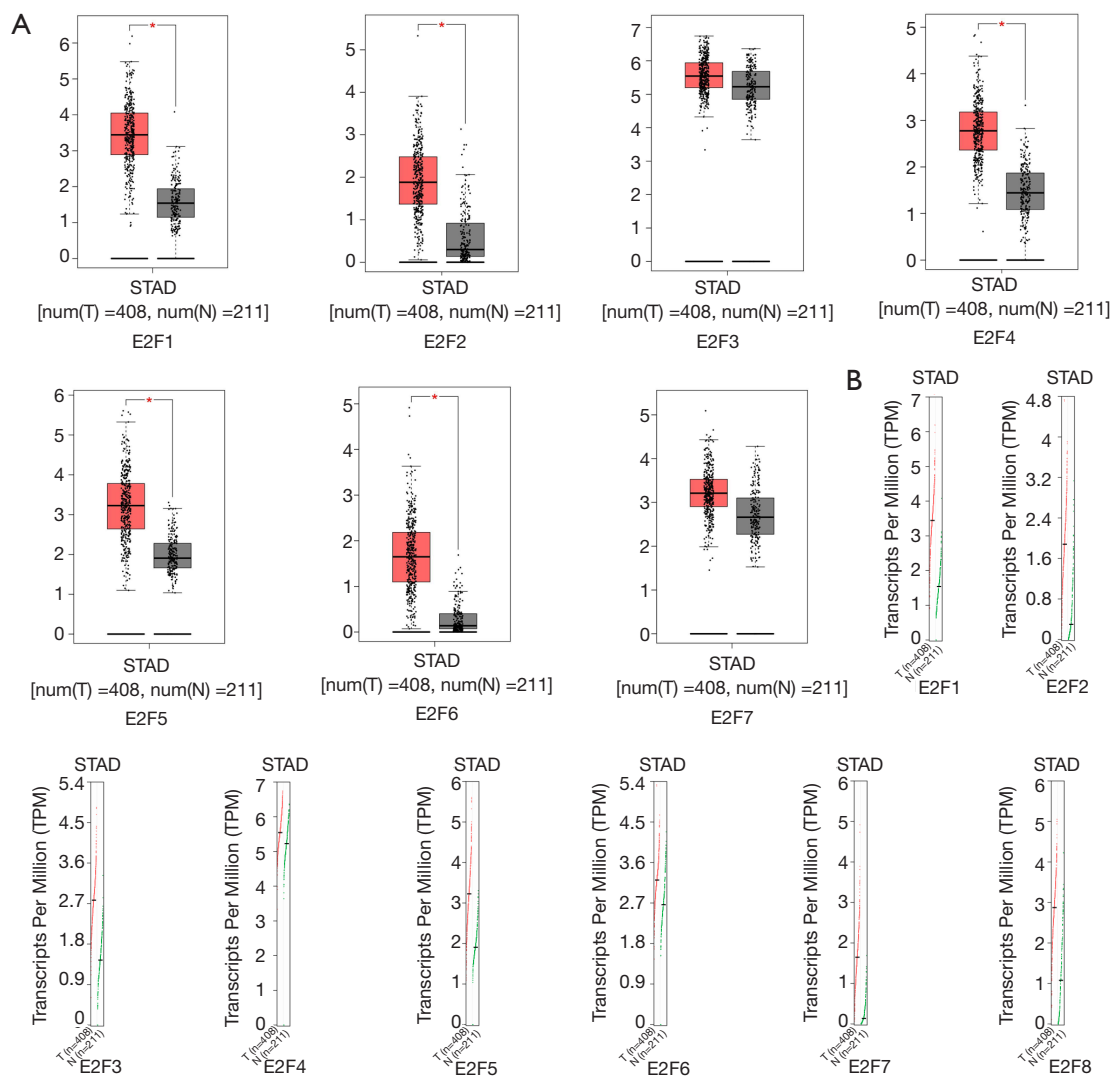 A
6
5
4
3
2
1
0
*
STAD
[num(T) =408, num(N) =211]
E2F1
5
4
3
2
1
0
*
STAD
[num(T) =408, num(N) =211]
E2F2
7
6
5
4
3
2
1
0
STAD
[num(T) =408, num(N) =211]
E2F3
5
4
3
2
1
0
*
STAD
[num(T) =408, num(N) =211]
E2F4
6
5
4
3
2
1
0
*
STAD
[num(T) =408, num(N) =211]
E2F5
5
4
3
2
1
0
*
STAD
[num(T) =408, num(N) =211]
E2F6
5
4
3
2
1
0
STAD
[num(T) =408, num(N) =211]
E2F7
B
STAD
Transcripts Per Million (TPM)
7
6
5
4
3
2
1
0
T (n=408)
N (n=211)
E2F1
STAD
Transcripts Per Million (TPM)
4.8
4
3.2
2.4
1.6
0.8
0
T (n=408)
N (n=211)
E2F2
STAD
Transcripts Per Million (TPM)
5.4
4.5
3.6
2.7
1.8
0.9
0
T (n=408)
N (n=211)
E2F3
STAD
Transcripts Per Million (TPM)
7
6
5
4
3
2
1
0
T (n=408)
N (n=211)
E2F4
STAD
Transcripts Per Million (TPM)
6
5
4
3
2
1
0
T (n=408)
N (n=211)
E2F5
STAD
Transcripts Per Million (TPM)
5.4
4.5
3.6
2.7
1.8
0.9
0
T (n=408)
N (n=211)
E2F6
STAD
Transcripts Per Million (TPM)
6
5
4
3
2
1
0
T (n=408)
N (n=211)
E2F7
STAD
Transcripts Per Million (TPM)
6
5
4
3
2
1
0
T (n=408)
N (n=211)
E2F8